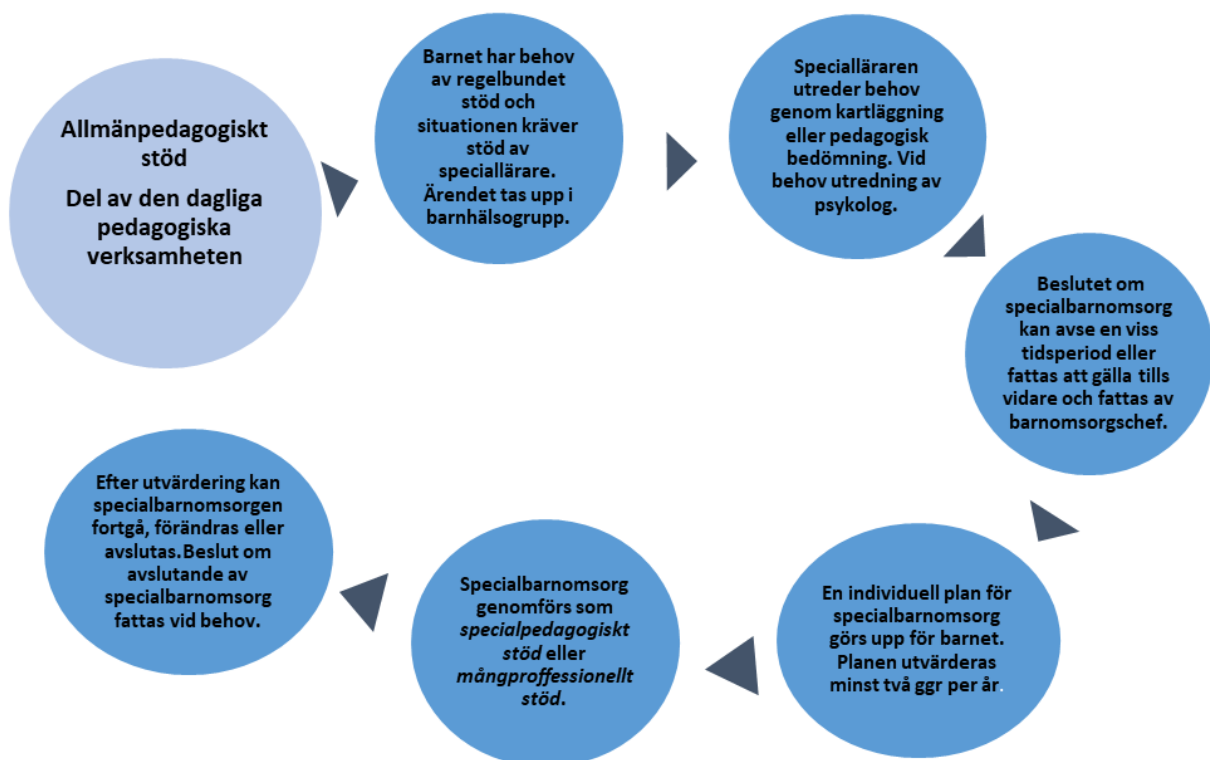 Allmänpedagogiskt
stöd
Del av den dagliga
pedagogiska
verksamheten
Barnet har behov
av regelbundet
stöd och
situationen kräver
stöd av
speciallärare.
Ärendet tas upp i
barnhälsogrupp.
Specialläraren
utreder behov
genom kartläggning
eller pedagogisk
bedömning. Vid
behov utredning av
psykolog.
Beslutet om
specialbarnomsorg
kan avse en viss
tidsperiod eller
fattas att gälla tills
vidare och fattas av
barnomsorgschef.
En individuell plan för
specialbarnomsorg
görs upp för barnet.
Planen utvärderas
minst två ggr per år.
Specialbarnomsorg
genomförs som
specialpedagogiskt
stöd eller
mångproffessionellt
stöd.
Efter utvärdering kan
specialbarnomsorgen
fortgå, förändras eller
avslutas.Beslut om
avslutande av
specialbarnomsorg
fattas vid behov.